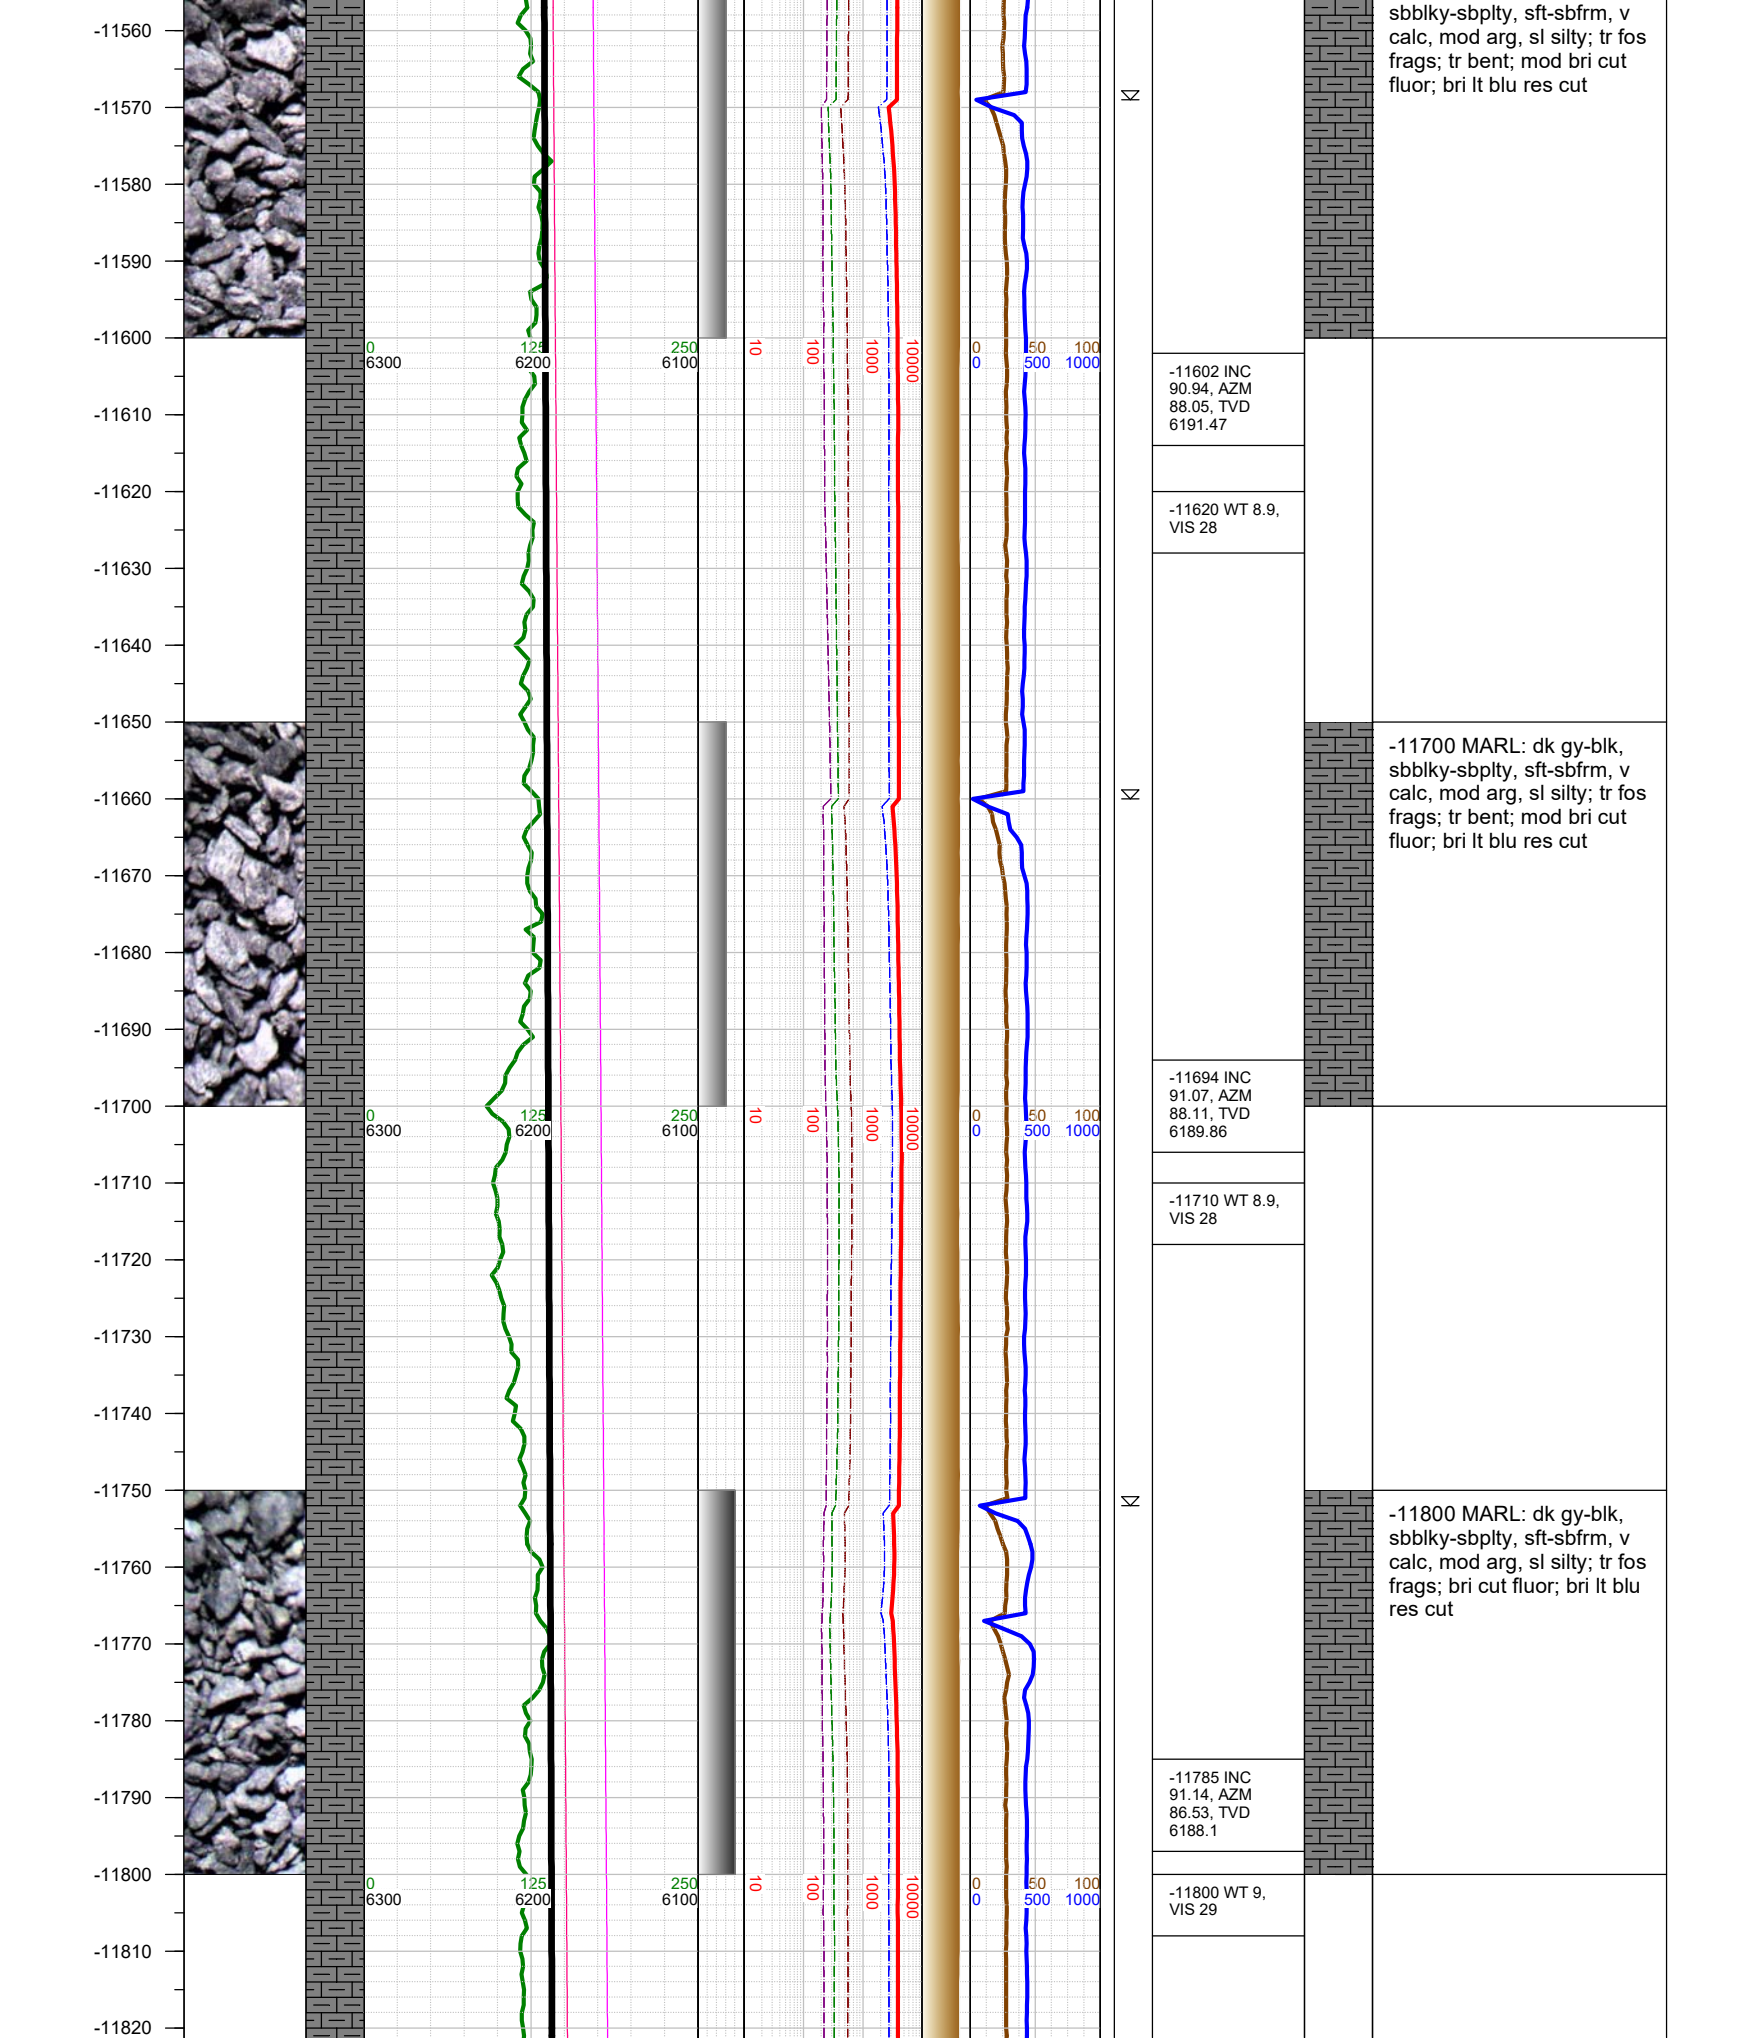 sbblky-sbplty, sft-sbfrm, v
calc, mod arg, sl silty; tr fos
frags; tr bent; mod bri cut
fluor; bri lt blu res cut
-11560
-11570
-11580
-11590
-11600
0 125 250
6300 6200 6100
10 100 1000 10000
0 50 100
0 500 1000
-11602 INC
90.94, AZM
88.05, TVD
6191.47
-11610
-11620
-11620 WT 8.9,
VIS 28
-11630
-11640
-11650
-11700 MARL: dk gy-blk,
sbblky-sbplty, sft-sbfrm, v
calc, mod arg, sl silty; tr fos
frags; tr bent; mod bri cut
fluor; bri lt blu res cut
-11660
-11670
-11680
-11690
-11694 INC
91.07, AZM
88.11, TVD
6189.86
-11700
0 125 250
6300 6200 6100
10 100 1000 10000
0 50 100
0 500 1000
-11710
-11710 WT 8.9,
VIS 28
-11720
-11730
-11740
-11750
-11800 MARL: dk gy-blk,
sbblky-sbplty, sft-sbfrm, v
calc, mod arg, sl silty; tr fos
frags; bri cut fluor; bri lt blu
res cut
-11760
-11770
-11780
-11785 INC
91.14, AZM
86.53, TVD
6188.1
-11790
-11800
0 125 250
6300 6200 6100
10 100 1000 10000
0 50 100
0 500 1000
-11800 WT 9,
VIS 29
-11810
-11820